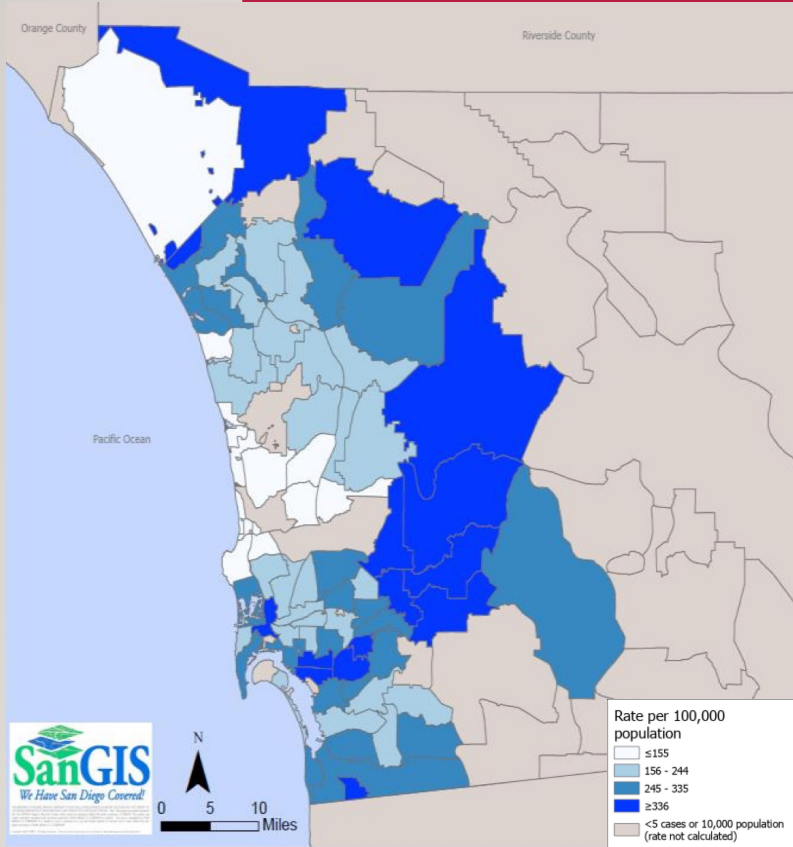 Orange County
Riverside County
Pacific Ocean
SanGIS
We Have San Diego Covered!
N
0 5 10
Miles
Rate per 100,000
population
≤155
156 - 244
245 - 335
≥336
<5 cases or 10,000 population
(rate not calculated)